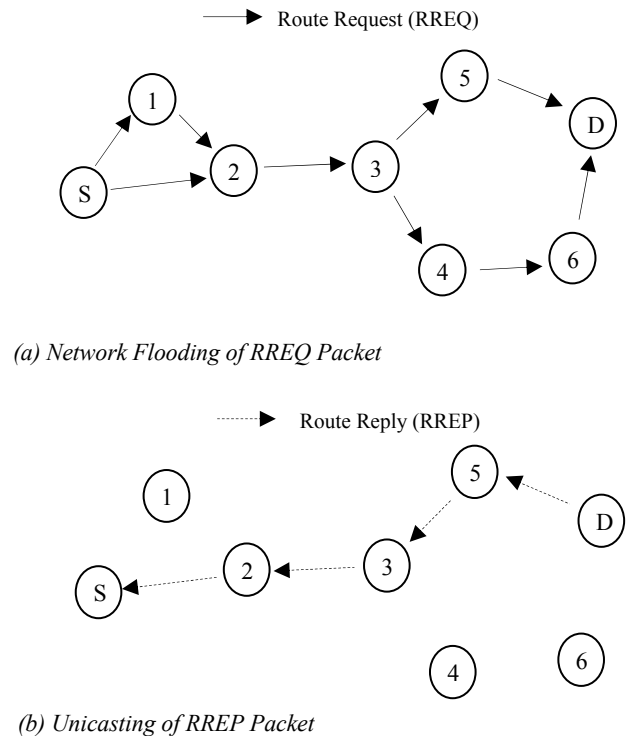 Route Request (RREQ)
5
1
D
2
3
S
6
4
(a) Network Flooding of RREQ Packet
Route Reply (RREP)
5
1
D
2
3
S
6
4
(b) Unicasting of RREP Packet